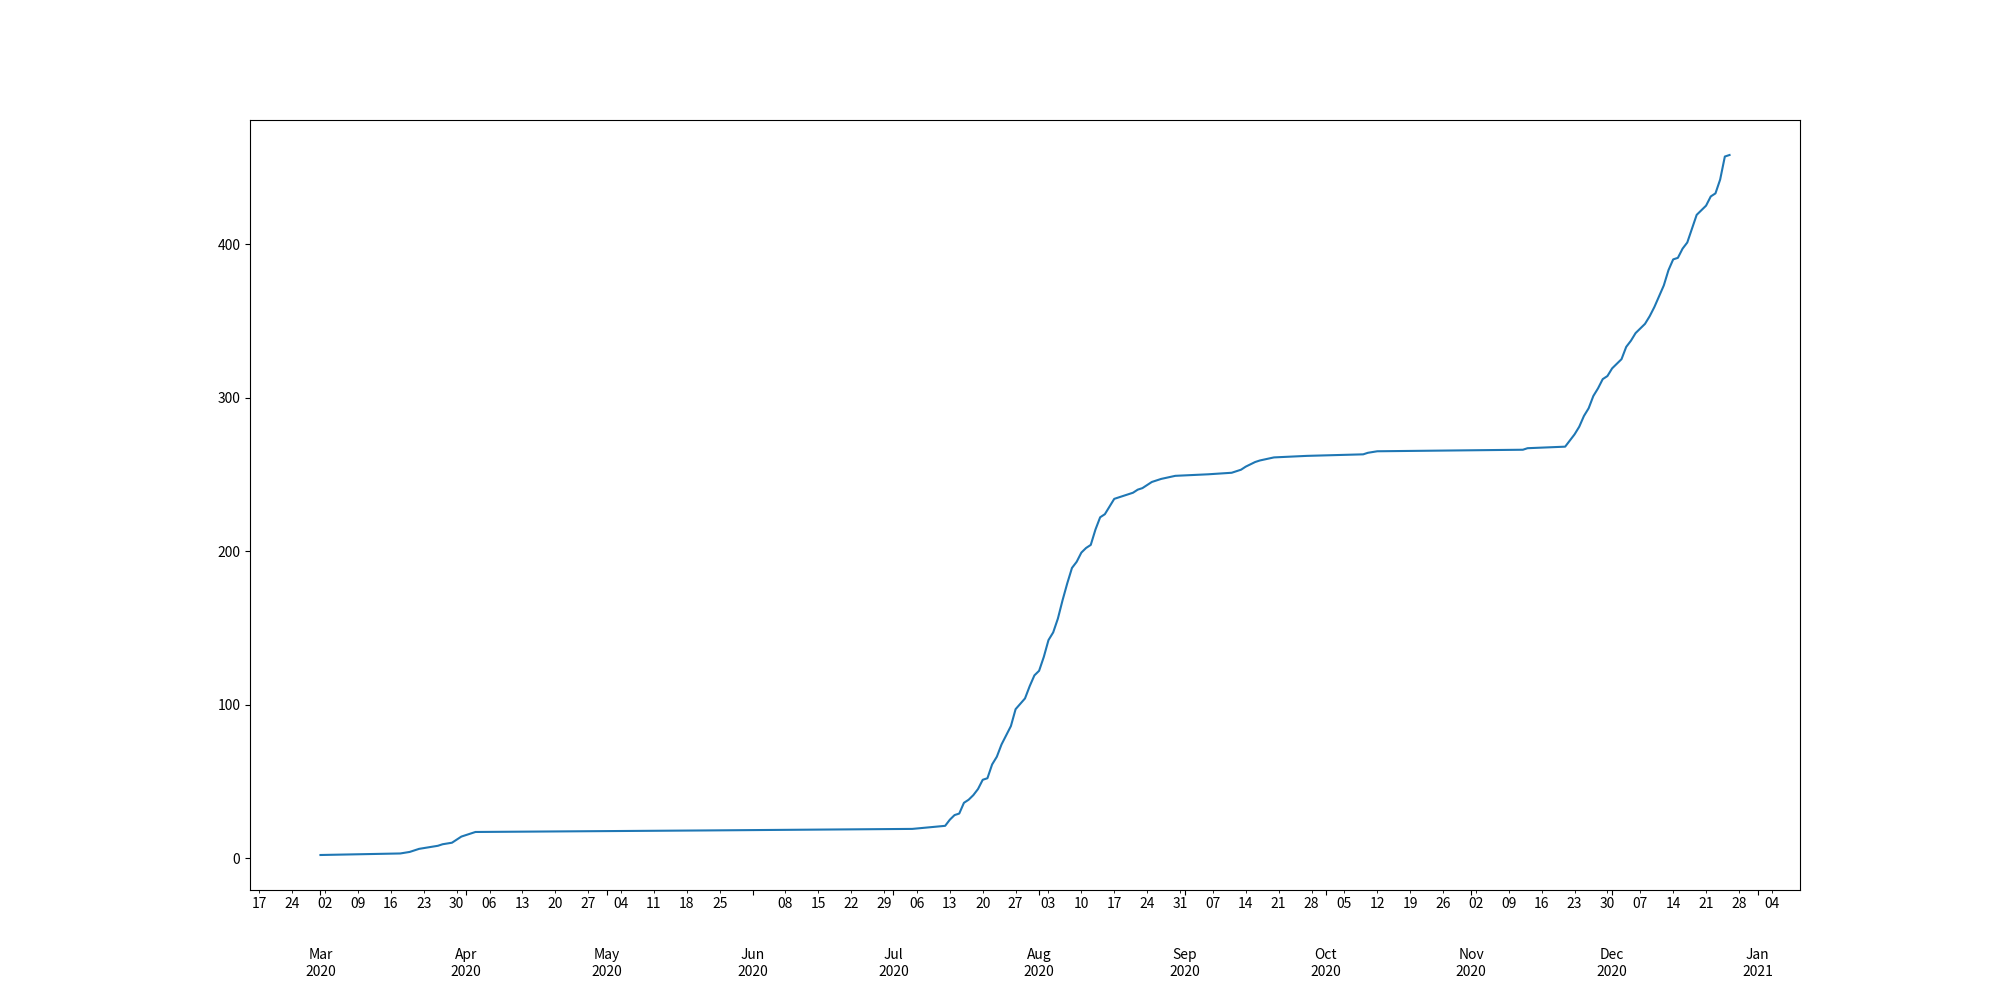 400
300
200
100
0
17 24 02 09 16 23 30 06 13 20 27 04 11 18 25 08 15 22 29 06 13 20 27 03 10 17 24 31 07 14 21 28 05 12 19 26 02 09 16 23 30 07 14 21 28 04
Mar Apr May Jun Jul Aug Sep Oct Nov Dec Jan
2020 2020 2020 2020 2020 2020 2020 2020 2020 2020 2021